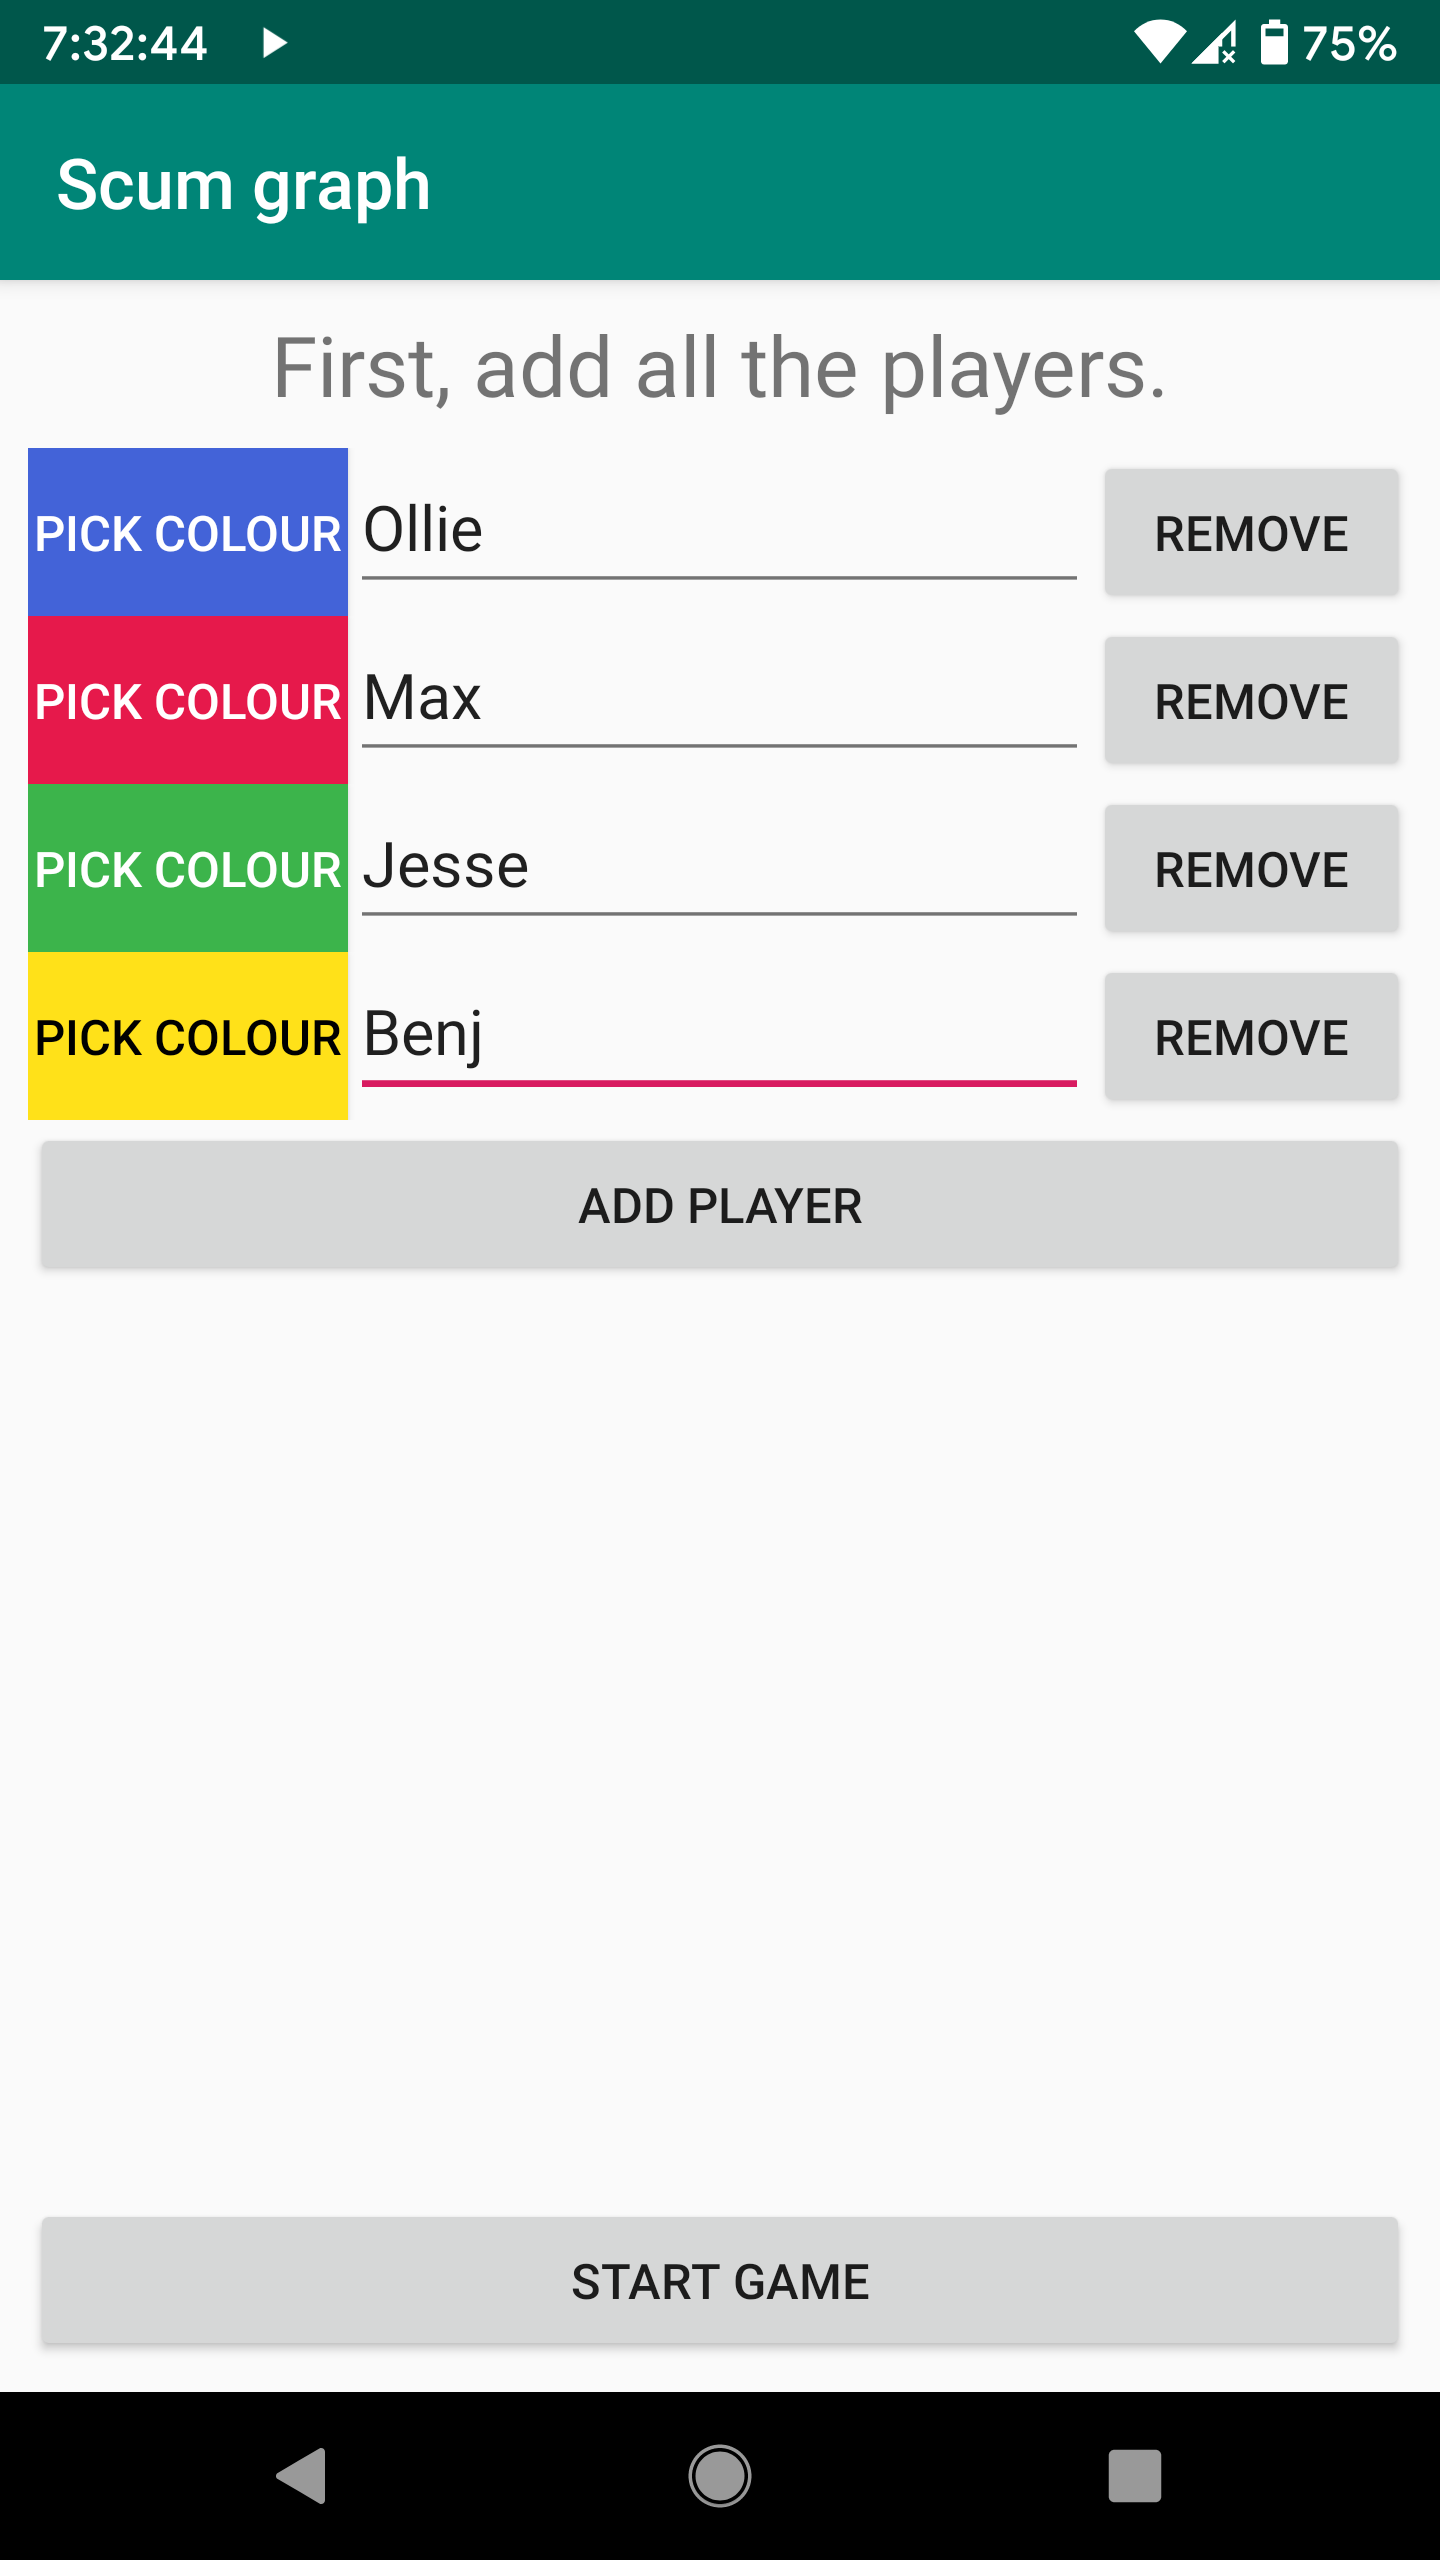 7:32:44 75%
Scum graph
First, add all the players.
PICK COLOUR Ollie REMOVE
PICK COLOUR Max REMOVE
PICK COLOUR Jesse REMOVE
PICK COLOUR Benj REMOVE
ADD PLAYER
START GAME